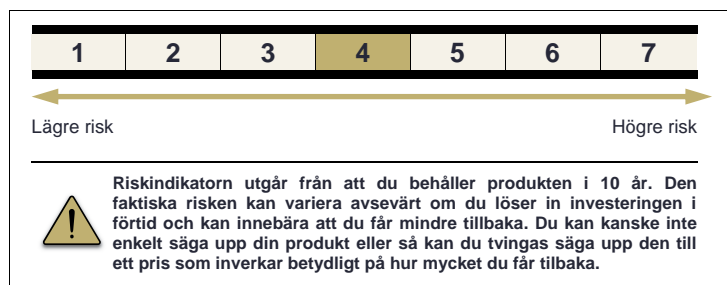 1 2 3 4 5 6 7
Lägre risk Högre risk
Riskindikatorn utgår från att du behåller produkten i 10 år. Den
faktiska risken kan variera avsevärt om du löser in investeringen i
förtid och kan innebära att du får mindre tillbaka. Du kan kanske inte
enkelt säga upp din produkt eller så kan du tvingas säga upp den till
ett pris som inverkar betydligt på hur mycket du får tilbaka.